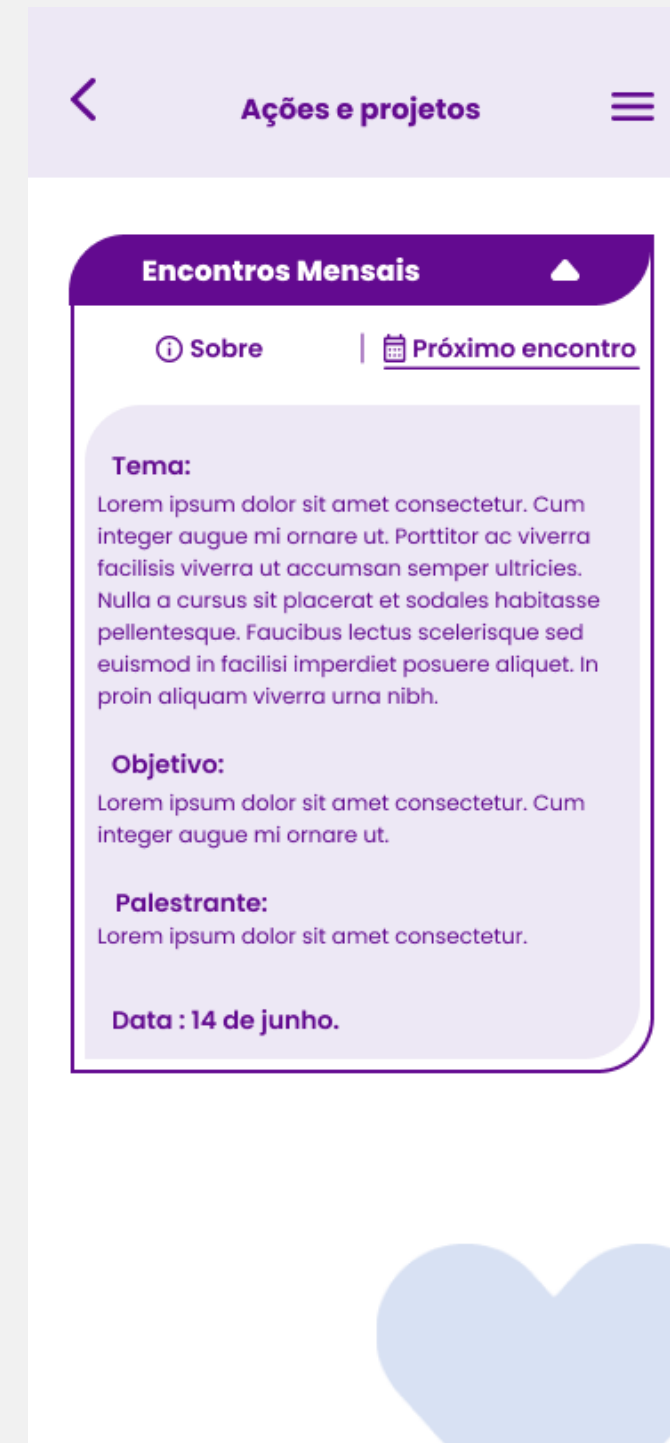 Ações e projetos
Encontros Mensais
Sobre | Próximo encontro
Tema:
Lorem ipsum dolor sit amet consectetur. Cum
integer augue mi ornare ut. Porttitor ac viverra
facilisis viverra ut accumsan semper ultricies.
Nulla a cursus sit placerat et sodales habitasse
pellentesque. Faucibus lectus scelerisque sed
euismod in facilisi imperdiet posuere aliquet. In
proin aliquam viverra urna nibh.
Objetivo:
Lorem ipsum dolor sit amet consectetur. Cum
integer augue mi ornare ut.
Palestrante:
Lorem ipsum dolor sit amet consectetur.
Data : 14 de junho.